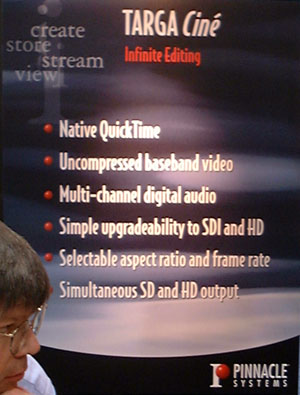 create
store
stream
view
TARGA Ciné
Infinite Editing
Native QuickTime
Uncompressed baseband video
Multi-channel digital audio
Simple upgradeability to SDI and HD
Selectable aspect ratio and frame rate
Simultaneous SD and HD output
PINNACLE
SYSTEMS